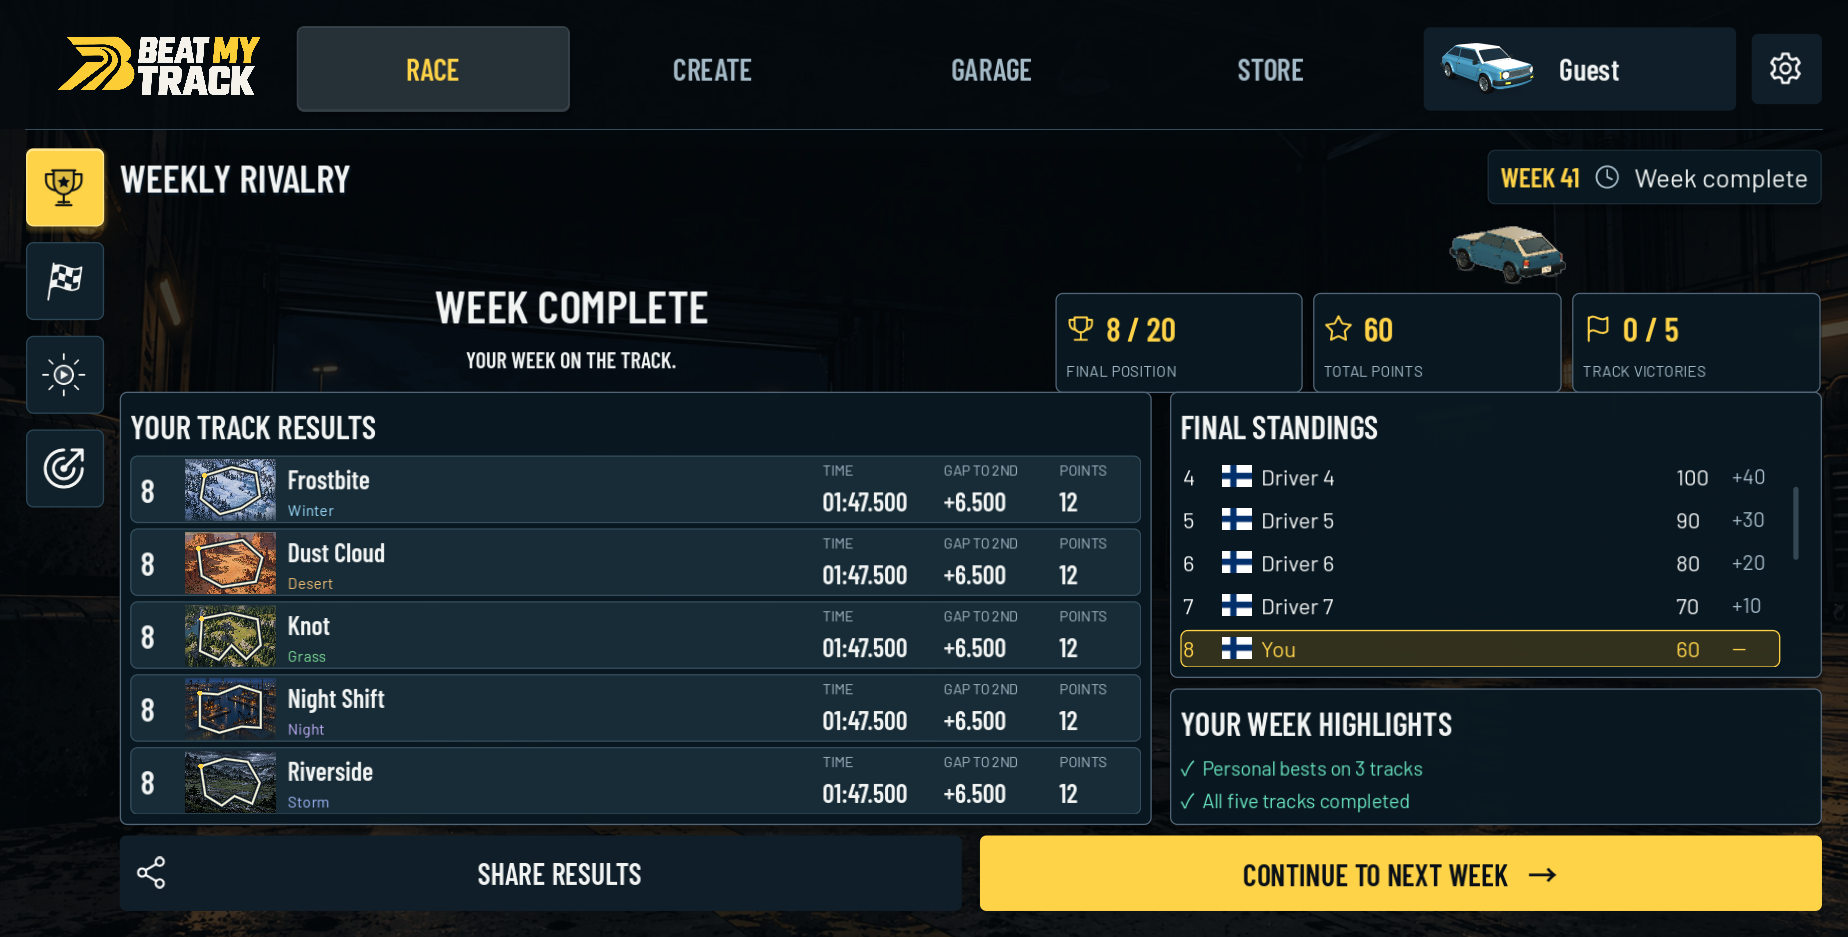 BEAT MY TRACK
RACE
CREATE
GARAGE
STORE
Guest
WEEKLY RIVALRY
WEEK 41 Week complete
WEEK COMPLETE
YOUR WEEK ON THE TRACK.
8 / 20
FINAL POSITION
60
TOTAL POINTS
0 / 5
TRACK VICTORIES
YOUR TRACK RESULTS
8 Frostbite
Winter
TIME GAP TO 2ND POINTS
01:47.500 +6.500 12
8 Dust Cloud
Desert
TIME GAP TO 2ND POINTS
01:47.500 +6.500 12
8 Knot
Grass
TIME GAP TO 2ND POINTS
01:47.500 +6.500 12
8 Night Shift
Night
TIME GAP TO 2ND POINTS
01:47.500 +6.500 12
8 Riverside
Storm
TIME GAP TO 2ND POINTS
01:47.500 +6.500 12
FINAL STANDINGS
4 Driver 4 100 +40
5 Driver 5 90 +30
6 Driver 6 80 +20
7 Driver 7 70 +10
8 You 60 –
YOUR WEEK HIGHLIGHTS
✓ Personal bests on 3 tracks
✓ All five tracks completed
SHARE RESULTS
CONTINUE TO NEXT WEEK →